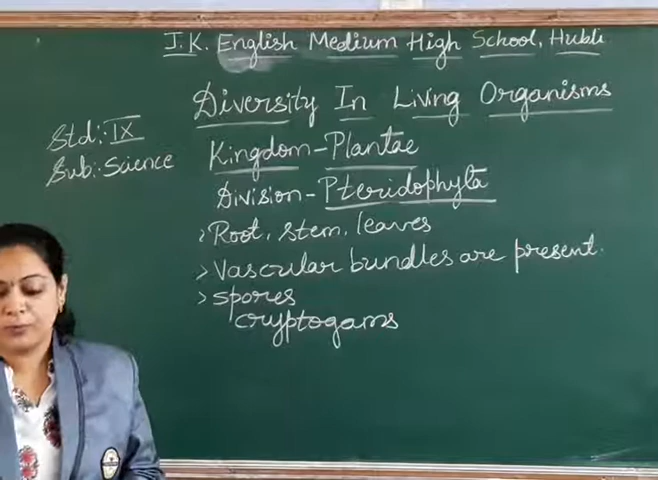 J.K. English Medium High School, Hubli
Diversity In Living Organisms
Std:- IX
Sub:- Science
Kingdom - Plantae
Division - Pteridophyta
> Root, stem, leaves
> Vascular bundles are present.
> spores
cryptogams